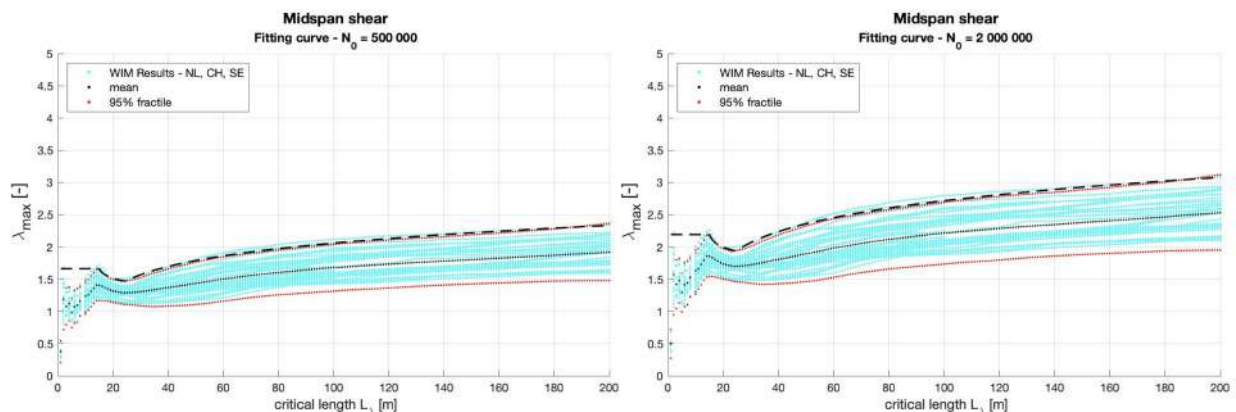 Midspan shear
Fitting curve - N0 = 500 000
5
4.5
4
3.5
3
2.5
2
1.5
1
0.5
0
λmax [-]
WIM Results - NL, CH, SE
mean
95% fractile
0 20 40 60 80 100 120 140 160 180 200
critical length Lλ [m]
Midspan shear
Fitting curve - N0 = 2 000 000
5
4.5
4
3.5
3
2.5
2
1.5
1
0.5
0
λmax [-]
WIM Results - NL, CH, SE
mean
95% fractile
0 20 40 60 80 100 120 140 160 180 200
critical length Lλ [m]